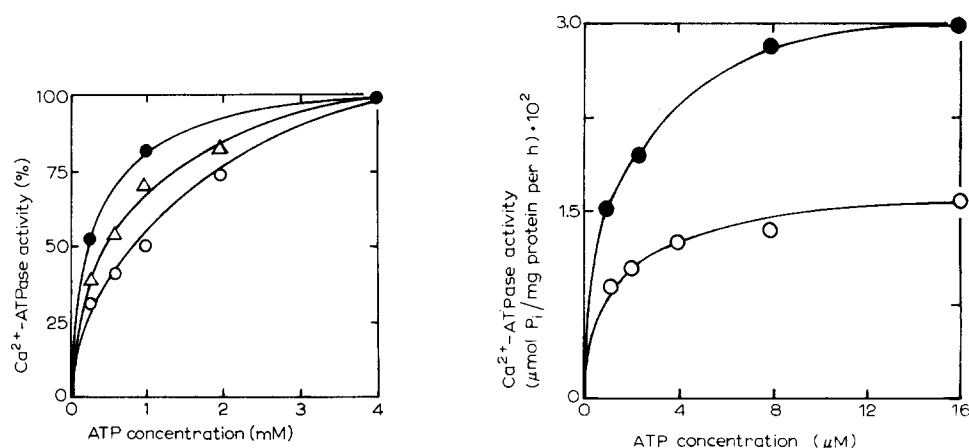 Ca²⁺-ATPase activity (%)
100
75
50
25
0
0 1 2 3 4
ATP concentration (mM)
Ca²⁺-ATPase activity
(μmol Pᵢ/mg protein per h) · 10²
3.0
1.5
0
0 4 8 12 16
ATP concentration (μM)